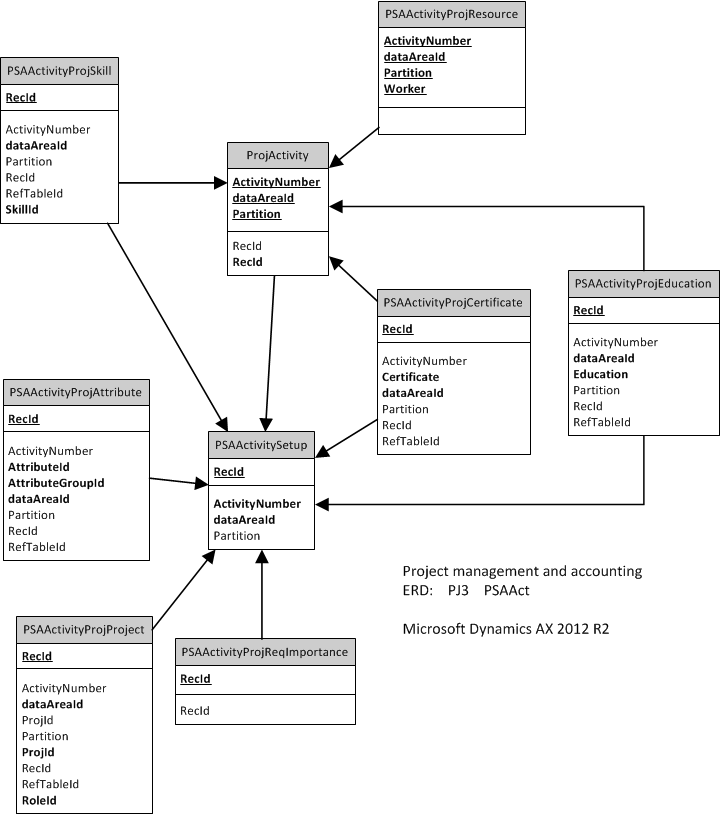 PSAActivityProjResource
ActivityNumber
dataAreaId
Partition
Worker
PSAActivityProjSkill
RecId
ActivityNumber
dataAreaId
Partition
RecId
RefTableId
SkillId
ProjActivity
ActivityNumber
dataAreaId
Partition
RecId
RecId
PSAActivityProjEducation
RecId
ActivityNumber
dataAreaId
Education
Partition
RecId
RefTableId
PSAActivityProjCertificate
RecId
ActivityNumber
Certificate
dataAreaId
Partition
RecId
RefTableId
PSAActivityProjAttribute
RecId
ActivityNumber
AttributeId
AttributeGroupId
dataAreaId
Partition
RecId
RefTableId
PSAActivitySetup
RecId
ActivityNumber
dataAreaId
Partition
Project management and accounting
ERD: PJ3 PSAAct
Microsoft Dynamics AX 2012 R2
PSAActivityProjProject
RecId
ActivityNumber
dataAreaId
ProjId
Partition
ProjId
RecId
RefTableId
RoleId
PSAActivityProjReqImportance
RecId
RecId